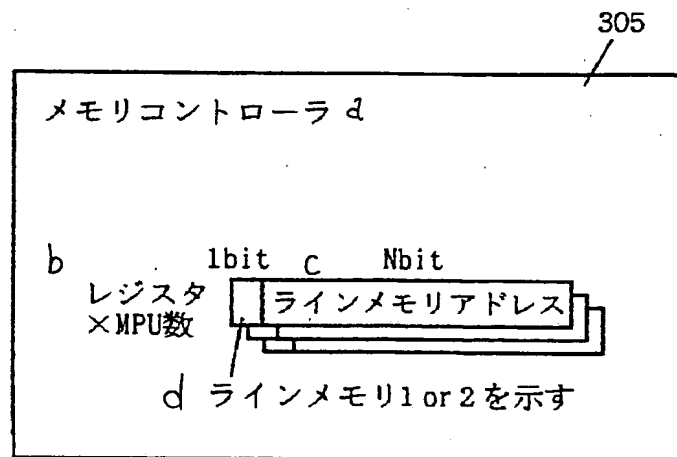 305
メモリコントローラ a
b 1bit c Nbit
レジスタ ラインメモリアドレス
×MPU数
d ラインメモリ1or2を示す